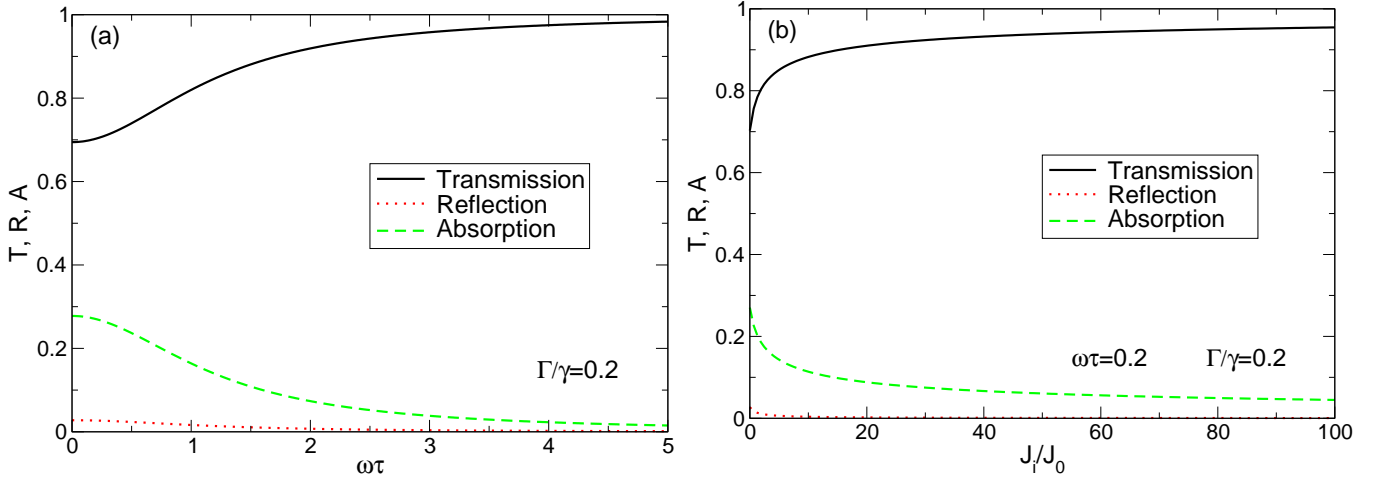 (a)
1
0.8
0.6
0.4
0.2
0
T, R, A
Transmission
Reflection
Absorption
Γ/γ=0.2
0 1 2 3 4 5
ωτ
(b)
1
0.8
0.6
0.4
0.2
0
T, R, A
Transmission
Reflection
Absorption
ωτ=0.2 Γ/γ=0.2
0 20 40 60 80 100
J_i/J_0